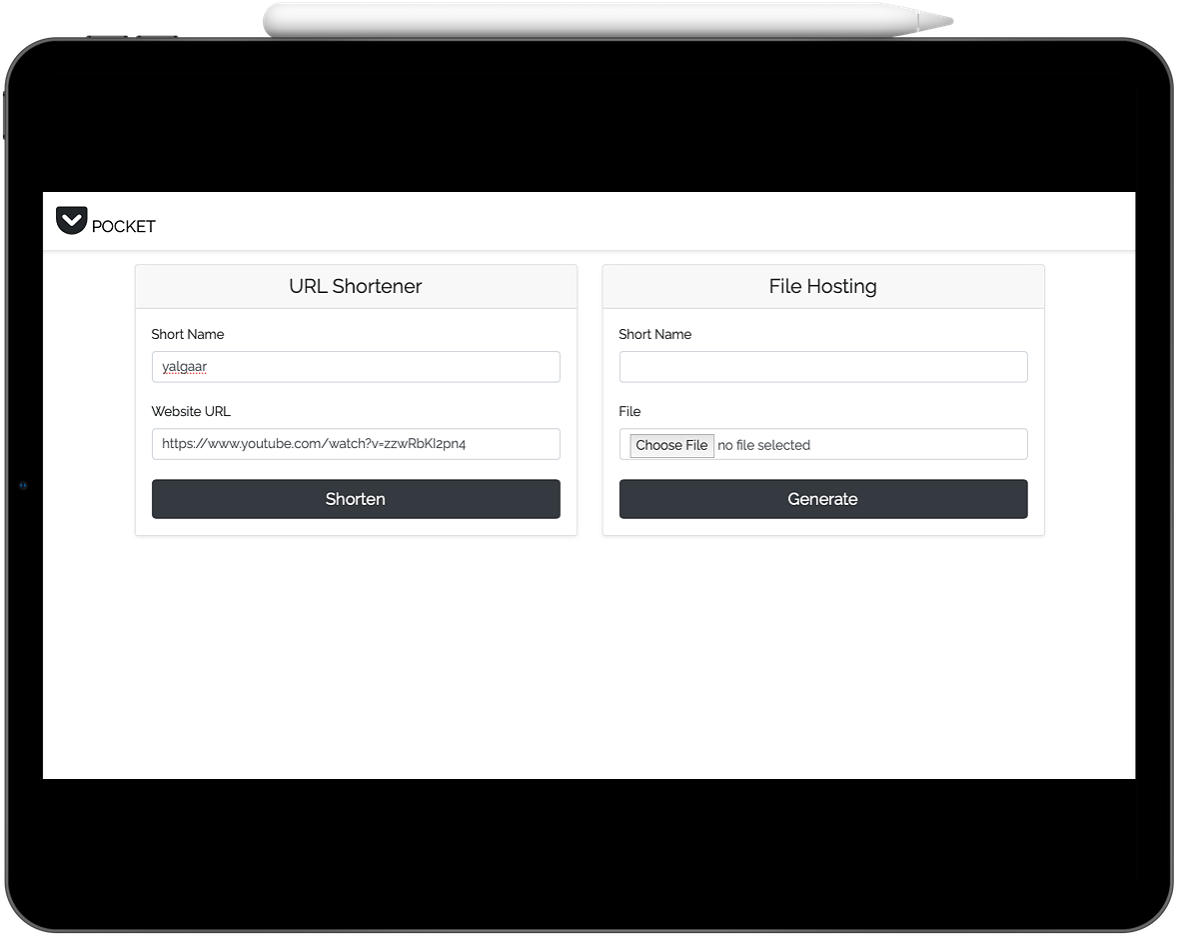 POCKET
URL Shortener
Short Name
yalgaar
Website URL
https://www.youtube.com/watch?v=zzwRbKI2pn4
Shorten
File Hosting
Short Name
File
Choose File no file selected
Generate